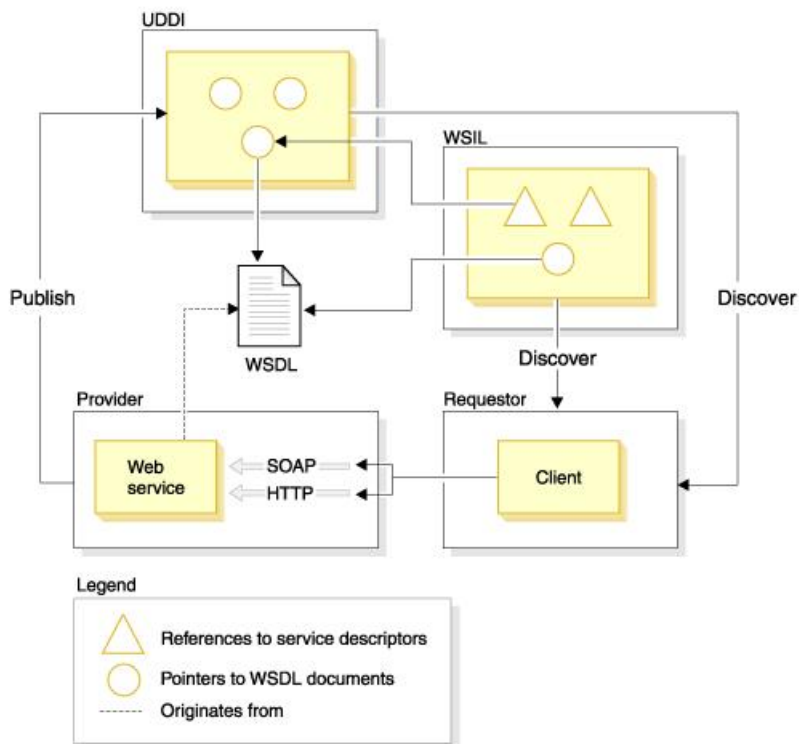 UDDI
WSIL
Publish
Discover
WSDL
Discover
Provider
Requestor
Web
service
SOAP
HTTP
Client
Legend
References to service descriptors
Pointers to WSDL documents
Originates from